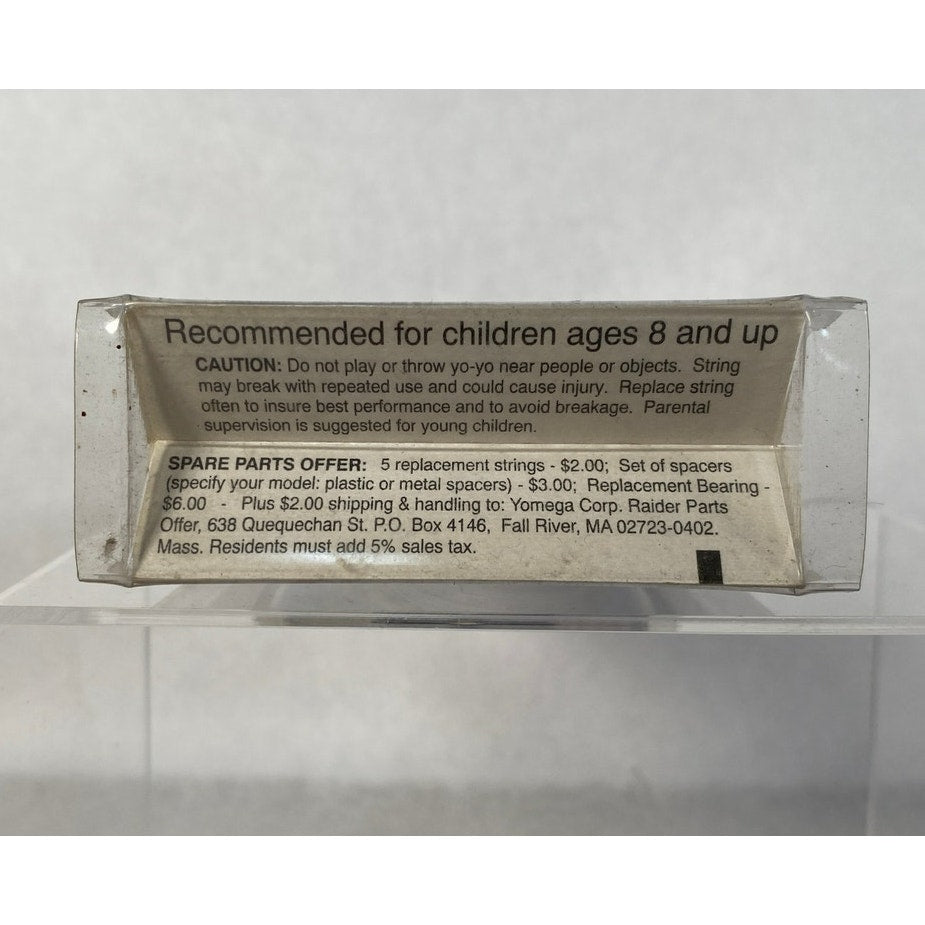 Recommended for children ages 8 and up
CAUTION: Do not play or throw yo-yo near people or objects. String
may break with repeated use and could cause injury. Replace string
often to insure best performance and to avoid breakage. Parental
supervision is suggested for young children.
SPARE PARTS OFFER: 5 replacement strings - $2.00; Set of spacers
(specify your model: plastic or metal spacers) - $3.00; Replacement Bearing -
$6.00 - Plus $2.00 shipping & handling to: Yomega Corp. Raider Parts
Offer, 638 Quequechan St. P.O. Box 4146, Fall River, MA 02723-0402.
Mass. Residents must add 5% sales tax.